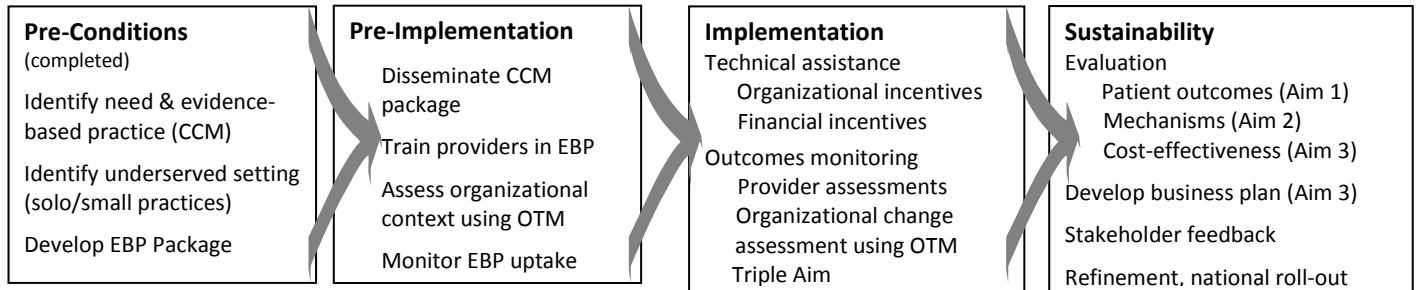 Pre-Conditions
(completed)
Identify need & evidence-
based practice (CCM)
Identify underserved setting
(solo/small practices)
Develop EBP Package
Pre-Implementation
Disseminate CCM
package
Train providers in EBP
Assess organizational
context using OTM
Monitor EBP uptake
Implementation
Technical assistance
Organizational incentives
Financial incentives
Outcomes monitoring
Provider assessments
Organizational change
assessment using OTM
Triple Aim
Sustainability
Evaluation
Patient outcomes (Aim 1)
Mechanisms (Aim 2)
Cost-effectiveness (Aim 3)
Develop business plan (Aim 3)
Stakeholder feedback
Refinement, national roll-out